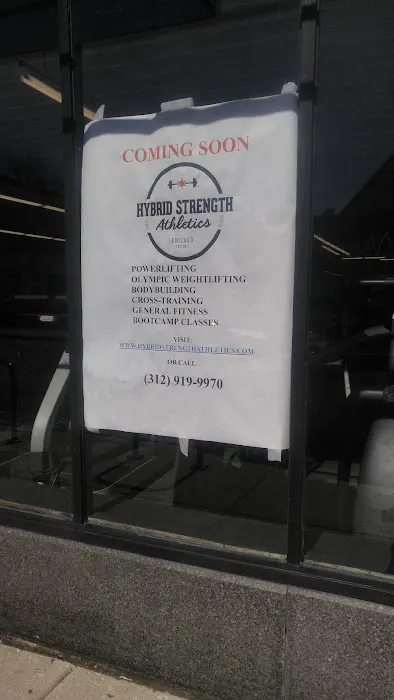 COMING SOON
HYBRID STRENGTH
Athletics
CHICAGO
POWERLIFTING
OLYMPIC WEIGHTLIFTING
BODYBUILDING
CROSS-TRAINING
GENERAL FITNESS
BOOTCAMP CLASSES
VISIT:
WWW.HYBRIDSTRENGTHATHLETICS.COM
OR CALL
(312) 919-9970